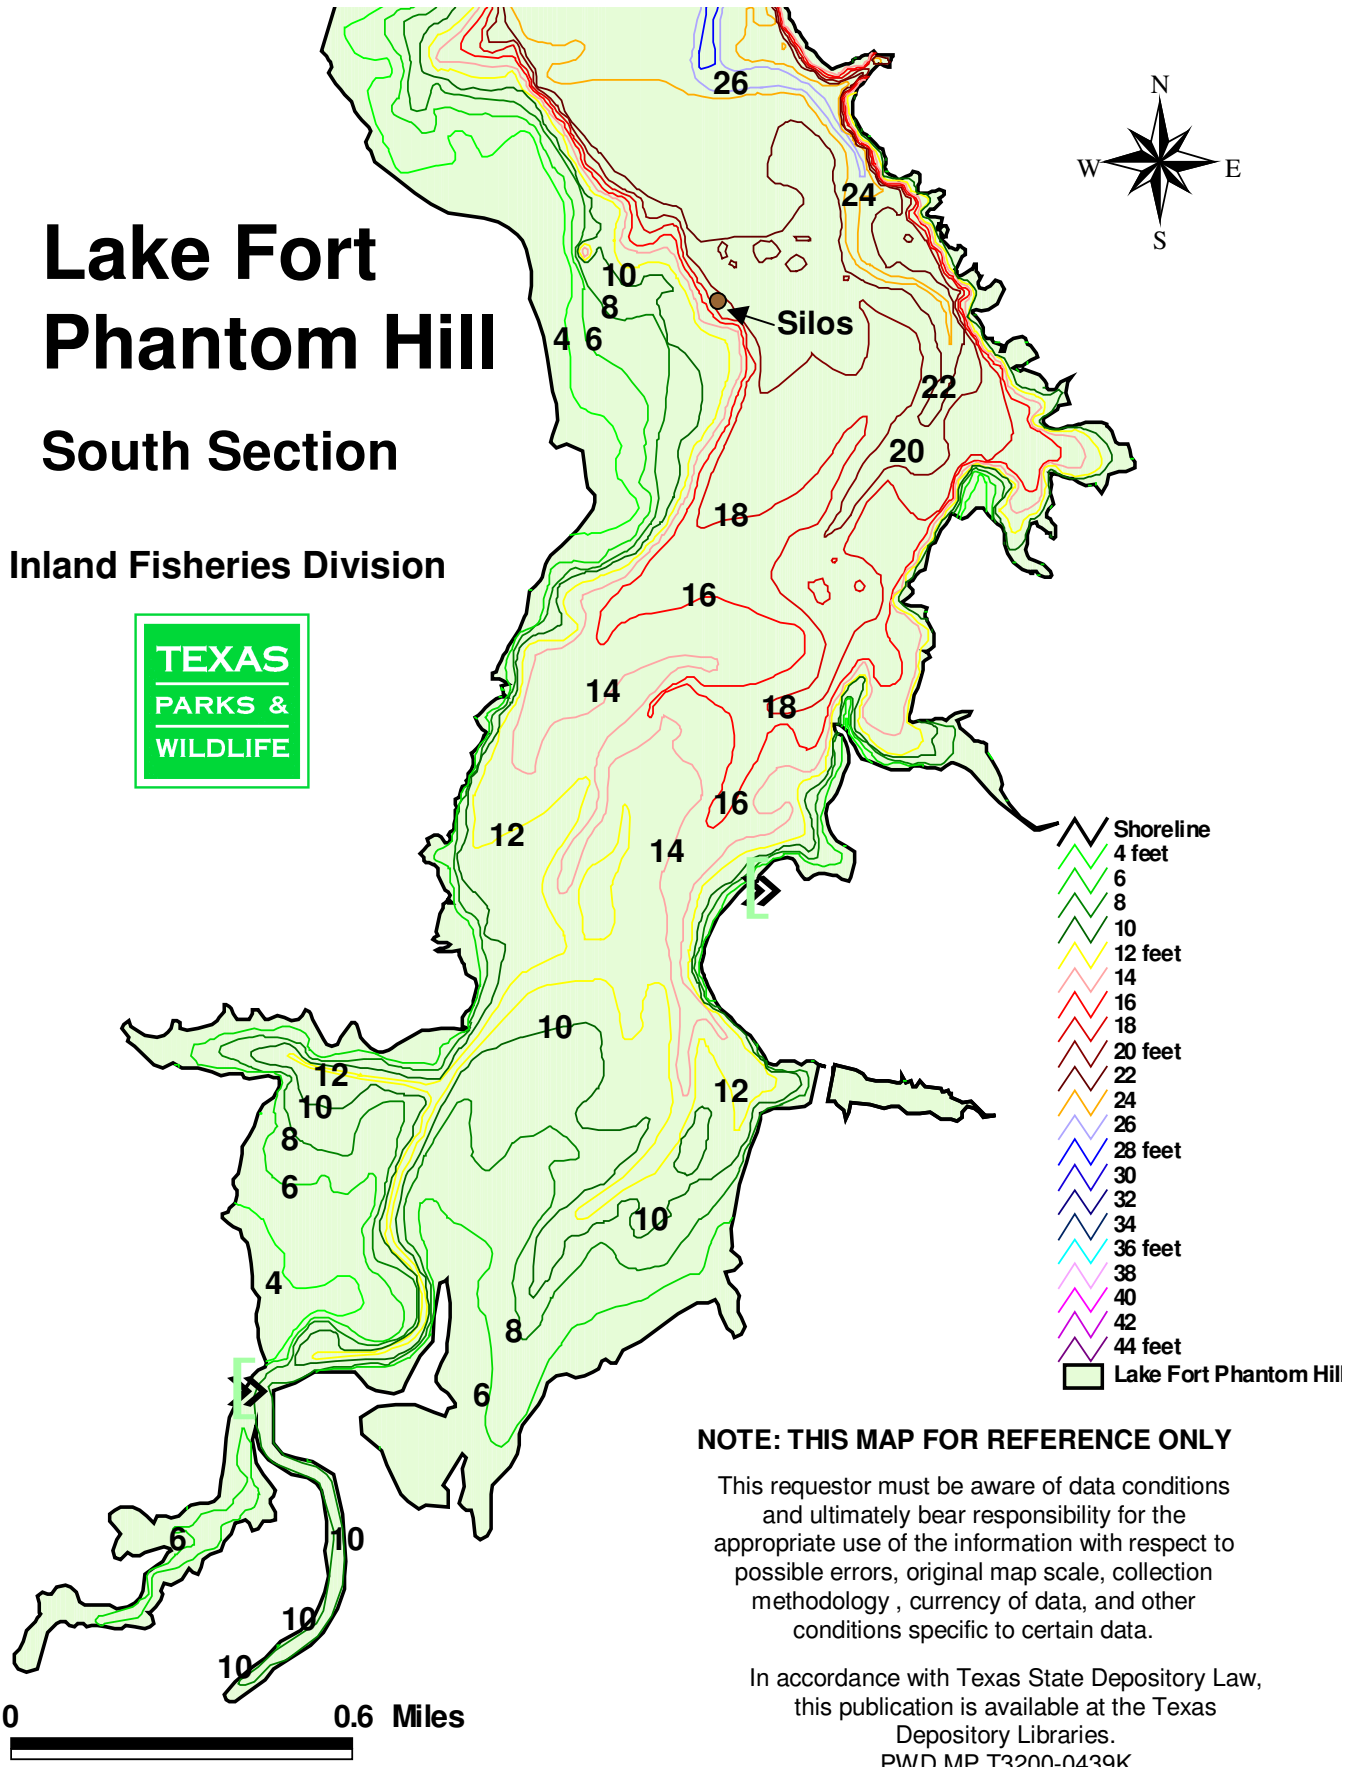 Lake Fort
Phantom Hill
South Section
Inland Fisheries Division
TEXAS
PARKS &
WILDLIFE
N
W E
S
26
24
10
8
4 6
Silos
22
20
18
16
14
18
16
12
14
10
12
12
10
8
6
10
4
8
6
6
10
10
10
Shoreline
4 feet
6
8
10
12 feet
14
16
18
20 feet
22
24
26
28 feet
30
32
34
36 feet
38
40
42
44 feet
Lake Fort Phantom Hill
NOTE: THIS MAP FOR REFERENCE ONLY
This requestor must be aware of data conditions
and ultimately bear responsibility for the
appropriate use of the information with respect to
possible errors, original map scale, collection
methodology , currency of data, and other
conditions specific to certain data.
In accordance with Texas State Depository Law,
this publication is available at the Texas
Depository Libraries.
PWD MP T3200-0439K
0 0.6 Miles